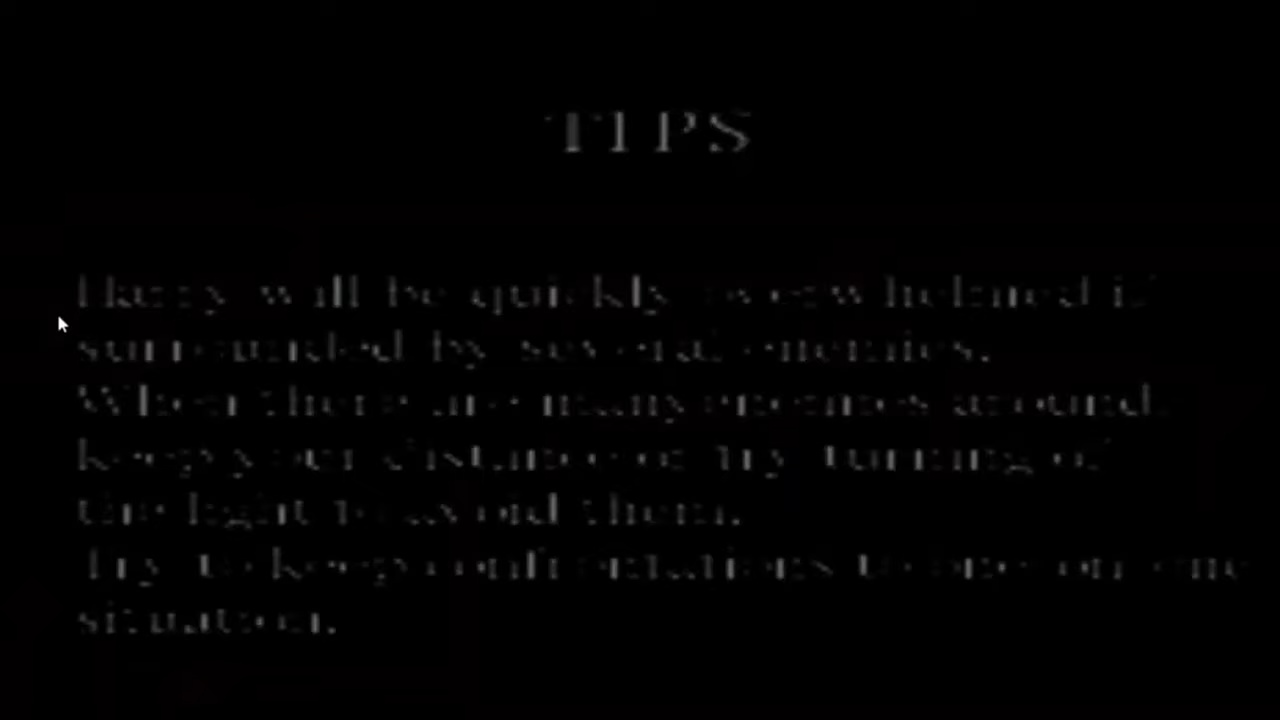 TIPS
Harry will be quickly overwhelmed if
surrounded by several enemies.
When there are many enemies around,
keep your distance or try turning of
the light to avoid them.
Try to keep confrontations to one on one
situation.